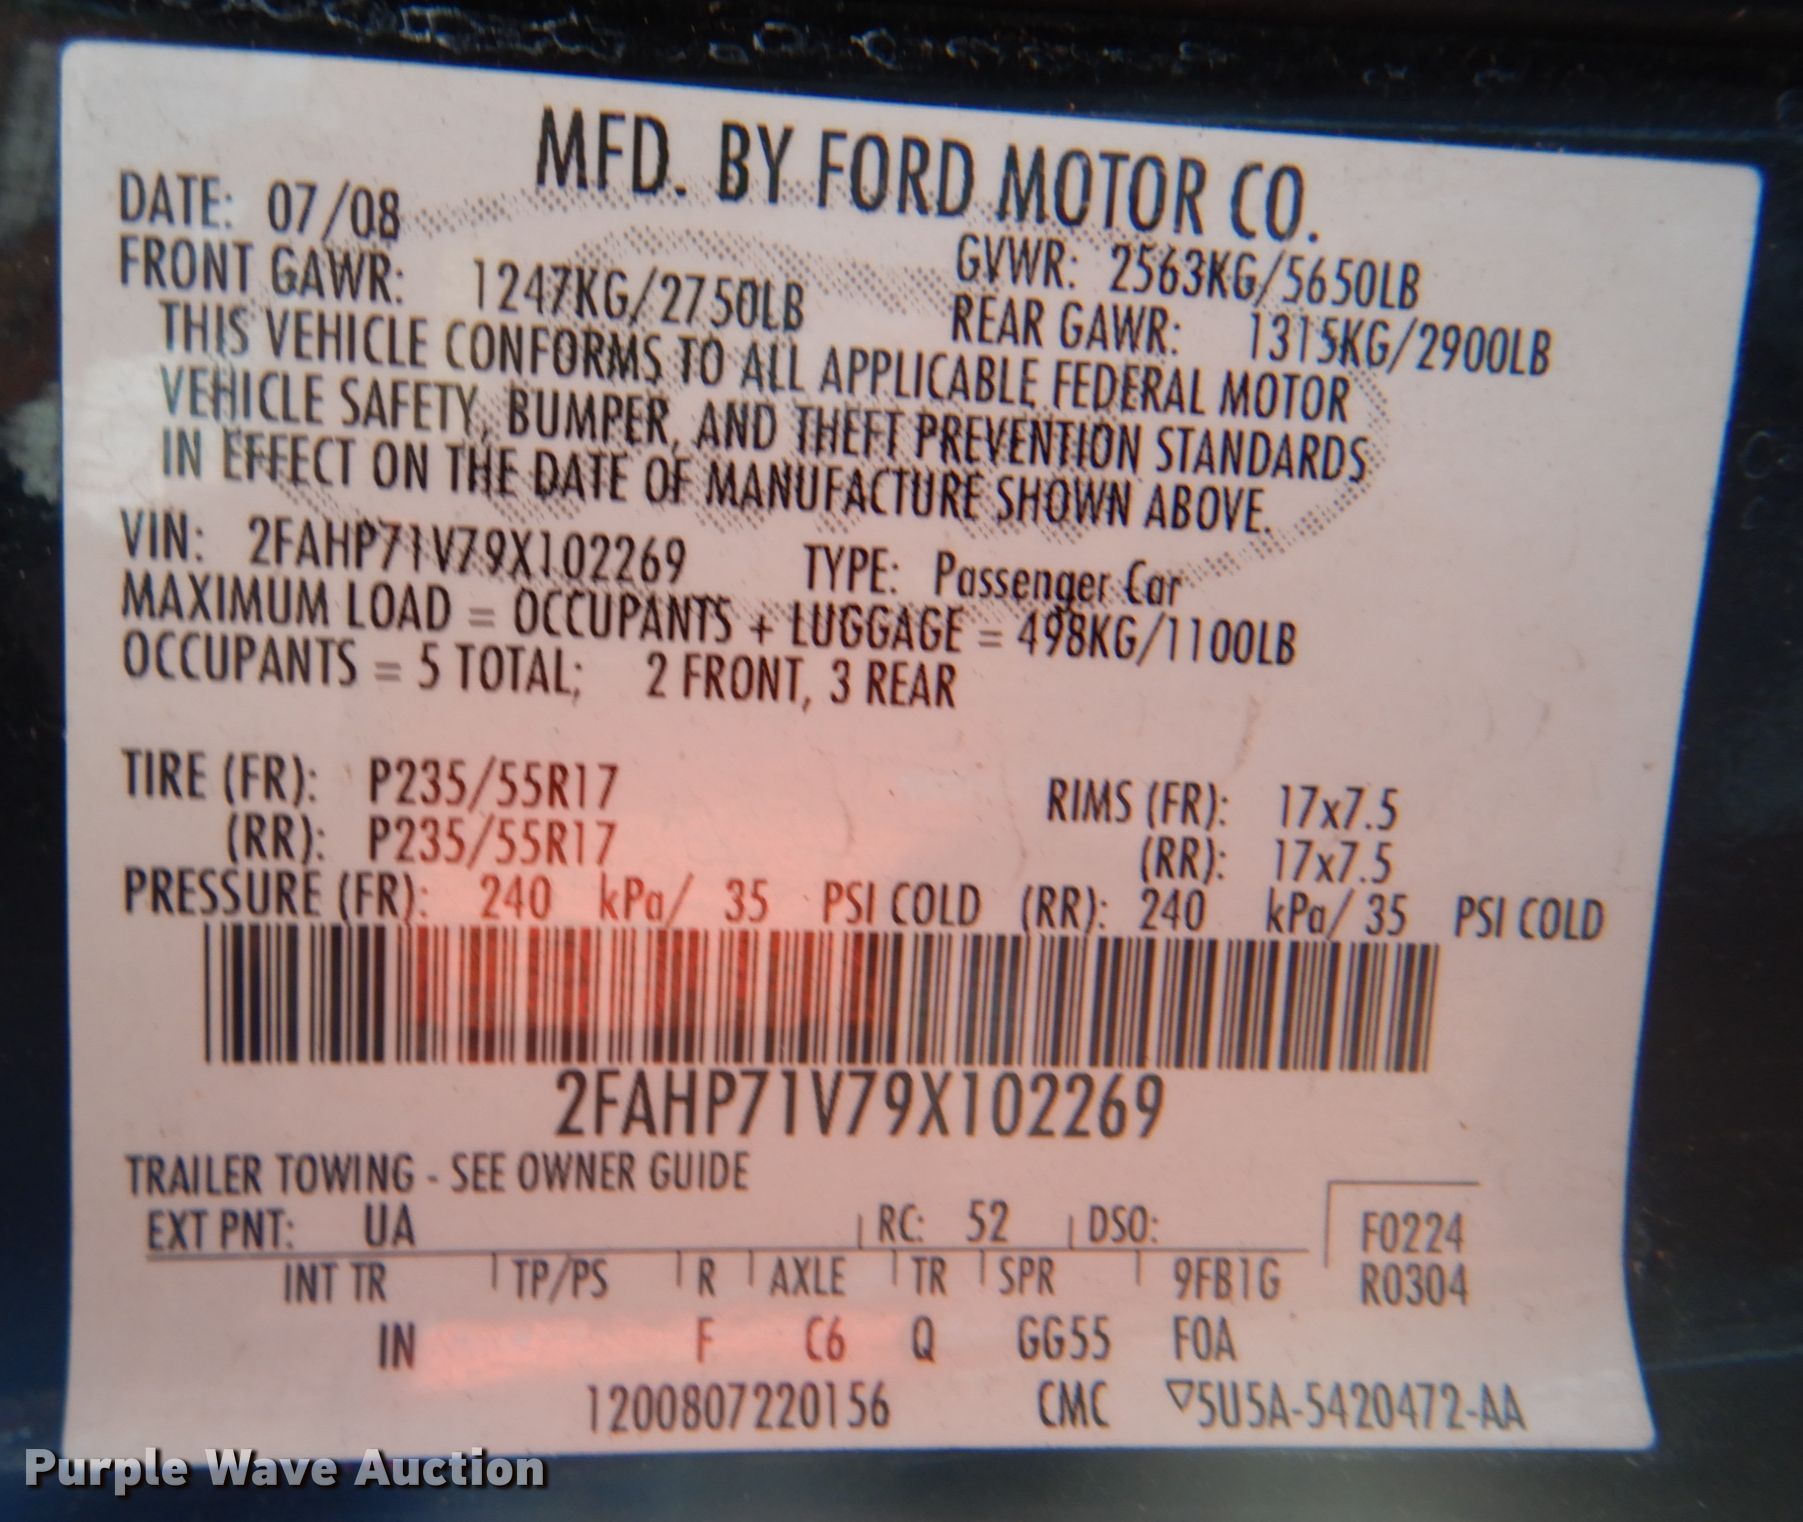 MFD. BY FORD MOTOR CO.
DATE: 07/08
GVWR: 2563KG/5650LB
FRONT GAWR: 1247KG/2750LB
REAR GAWR: 1315KG/2900LB
THIS VEHICLE CONFORMS TO ALL APPLICABLE FEDERAL MOTOR
VEHICLE SAFETY, BUMPER, AND THEFT PREVENTION STANDARDS
IN EFFECT ON THE DATE OF MANUFACTURE SHOWN ABOVE.
VIN: 2FAHP71V79X102269 TYPE: Passenger Car
MAXIMUM LOAD = OCCUPANTS + LUGGAGE = 498KG/1100LB
OCCUPANTS = 5 TOTAL; 2 FRONT, 3 REAR
TIRE (FR): P235/55R17 RIMS (FR): 17x7.5
(RR): P235/55R17 (RR): 17x7.5
PRESSURE (FR): 240 kPa/ 35 PSI COLD (RR): 240 kPa/ 35 PSI COLD
2FAHP71V79X102269
TRAILER TOWING - SEE OWNER GUIDE
EXT PNT: UA RC: 52 DSO: F0224
INT TR TP/PS R AXLE TR SPR 9FB1G R0304
IN F C6 Q GG55 FOA
1200807220156 CMC ▽5U5A-5420472-AA
Purple Wave Auction